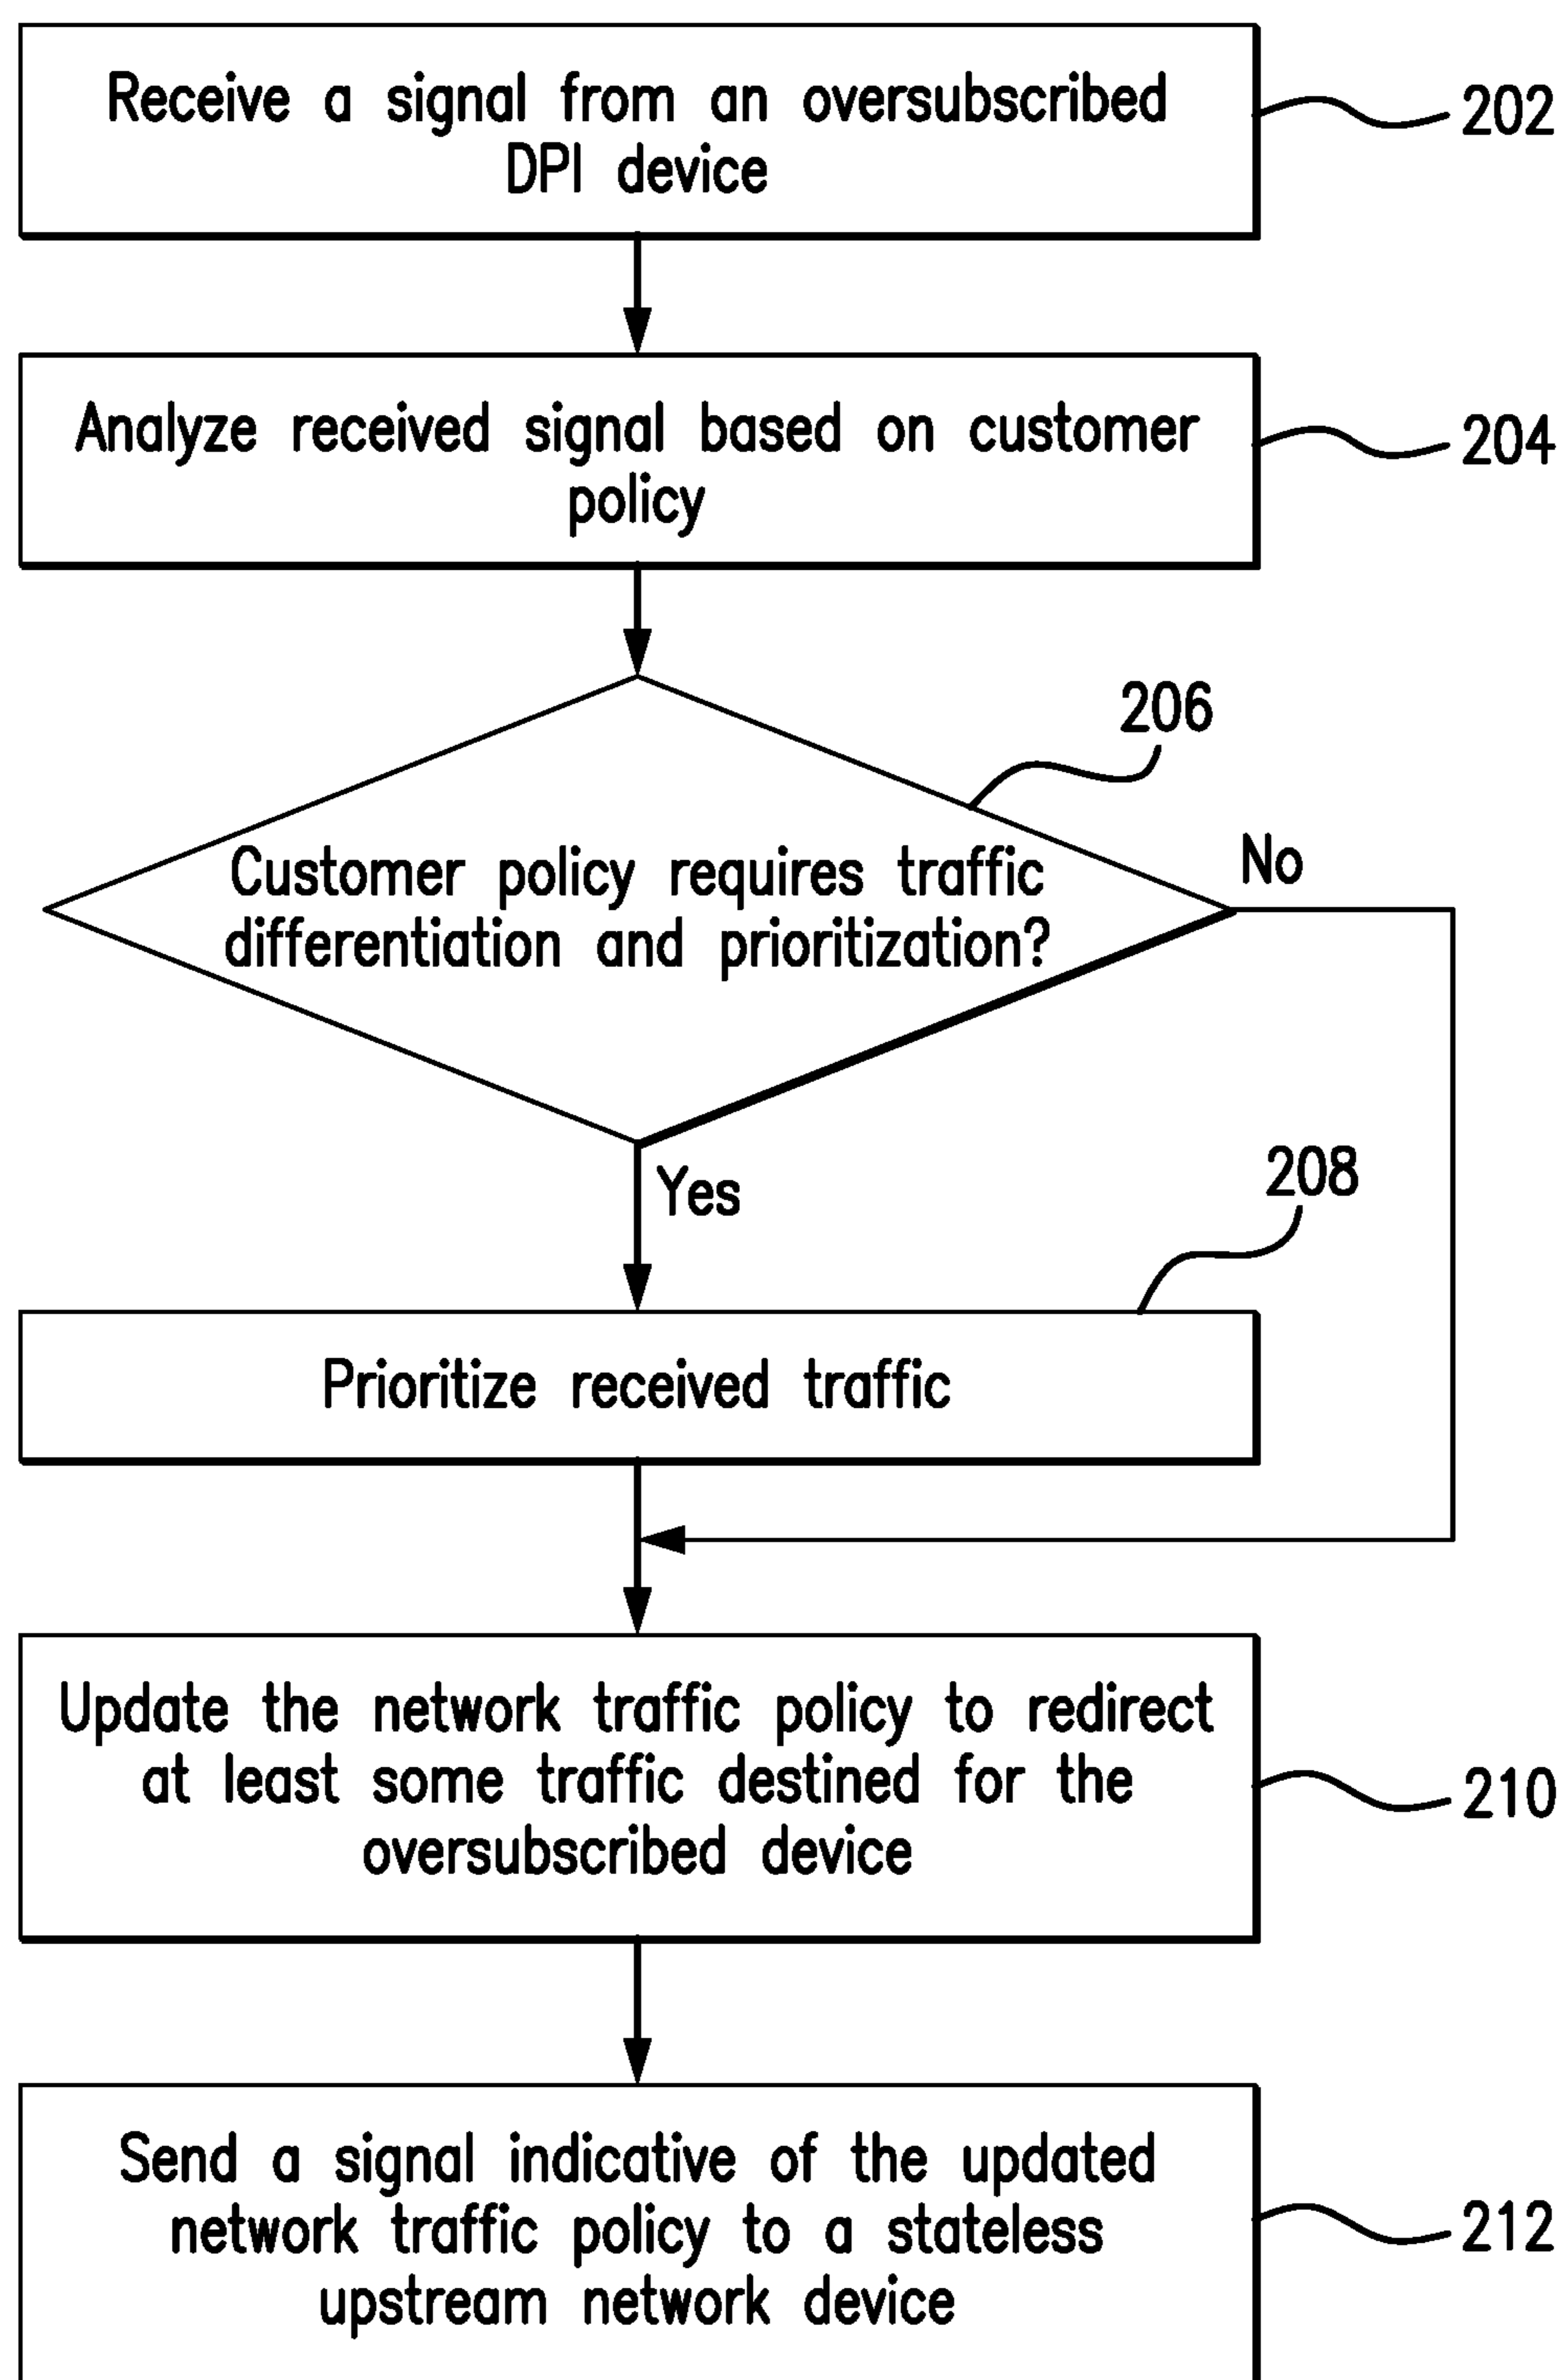 Receive a signal from an oversubscribed
DPI device
202
Analyze received signal based on customer
policy
204
206
Customer policy requires traffic
differentiation and prioritization?
No
Yes
208
Prioritize received traffic
Update the network traffic policy to redirect
at least some traffic destined for the
oversubscribed device
210
Send a signal indicative of the updated
network traffic policy to a stateless
upstream network device
212